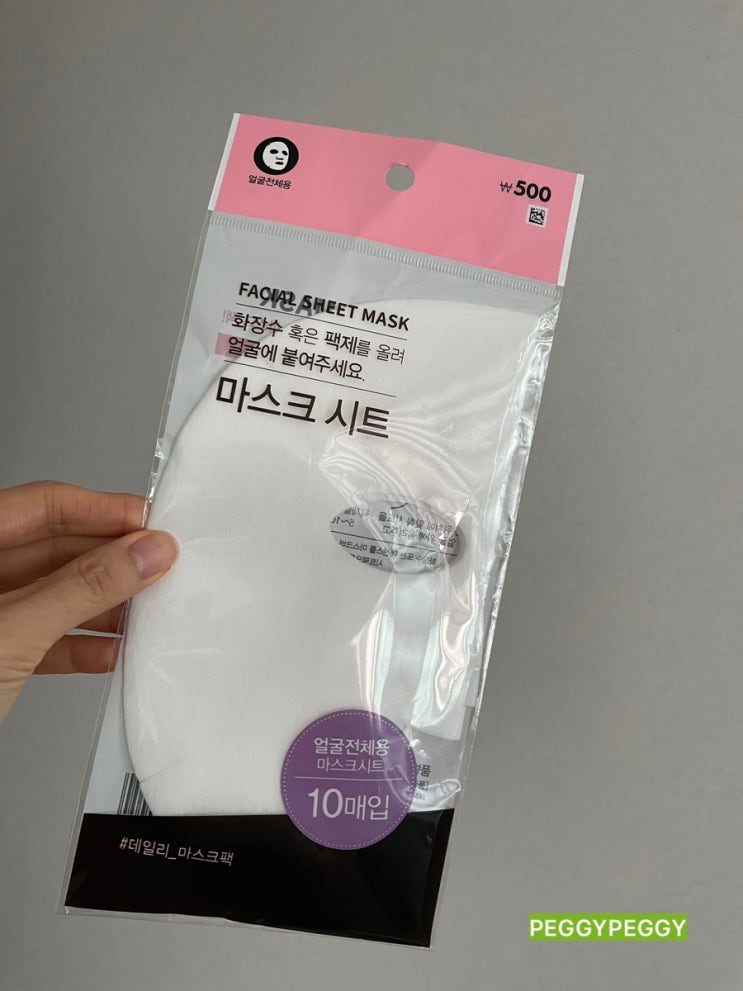 얼굴전체용
₩500
FACIAL SHEET MASK
화장수 혹은 팩제를 올려
얼굴에 붙여주세요.
마스크 시트
얼굴전체용
마스크시트
10매입
#데일리_마스크팩
PEGGYPEGGY